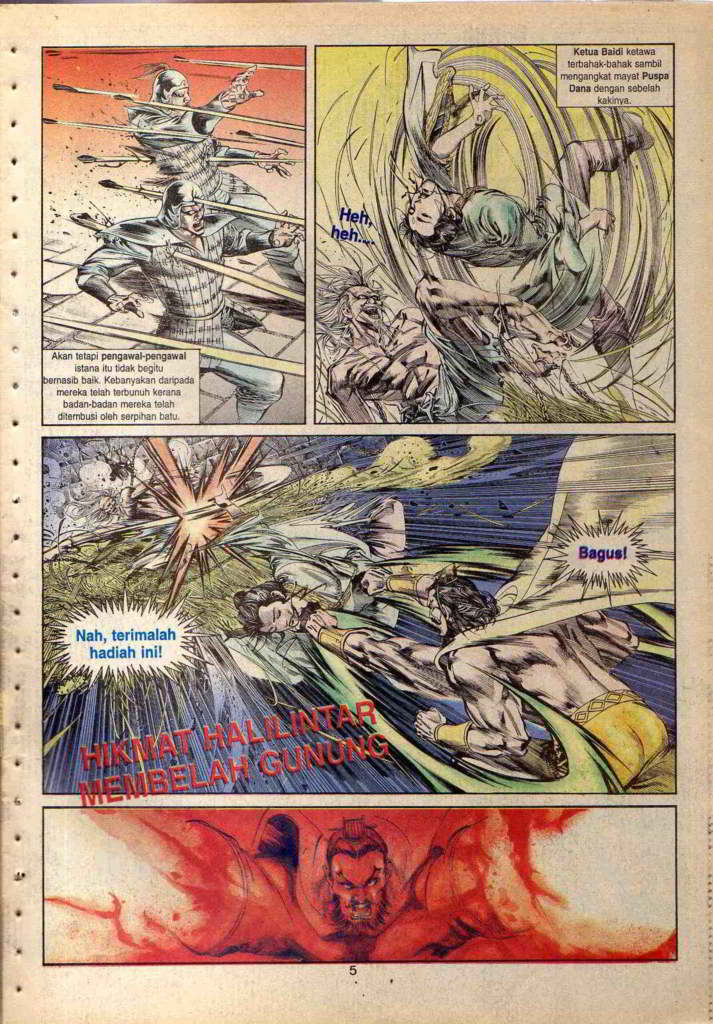 Akan tetapi pengawal-pengawal
istana itu tidak begitu
bernasib baik. Kebanyakan daripada
mereka telah terbunuh kerana
badan-badan mereka telah
ditembusi oleh serpihan batu.
Ketua Baidi ketawa
terbahak-bahak sambil
mengangkat mayat Puspa
Dana dengan sebelah
kakinya.
Heh,
heh....
Bagus!
Nah, terimalah
hadiah ini!
HIKMAT HALILINTAR
MEMBELAH GUNUNG
5